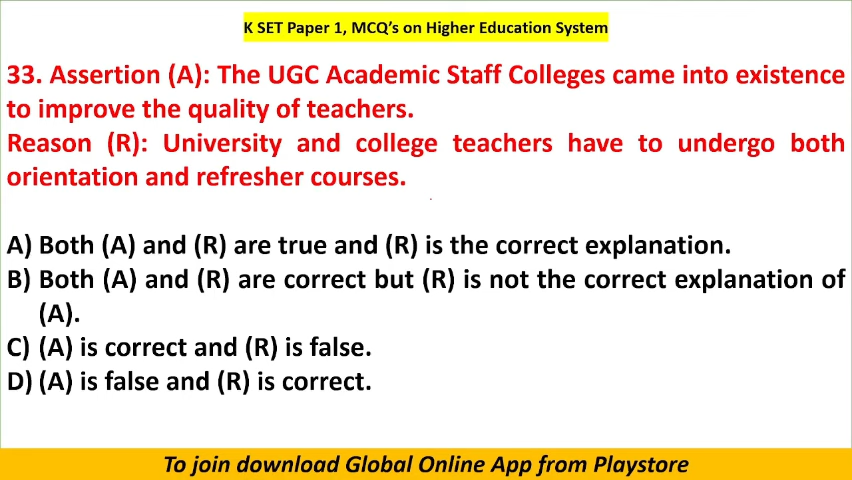 K SET Paper 1, MCQ’s on Higher Education System
33. Assertion (A): The UGC Academic Staff Colleges came into existence
to improve the quality of teachers.
Reason (R): University and college teachers have to undergo both
orientation and refresher courses.
A) Both (A) and (R) are true and (R) is the correct explanation.
B) Both (A) and (R) are correct but (R) is not the correct explanation of
(A).
C) (A) is correct and (R) is false.
D) (A) is false and (R) is correct.
To join download Global Online App from Playstore